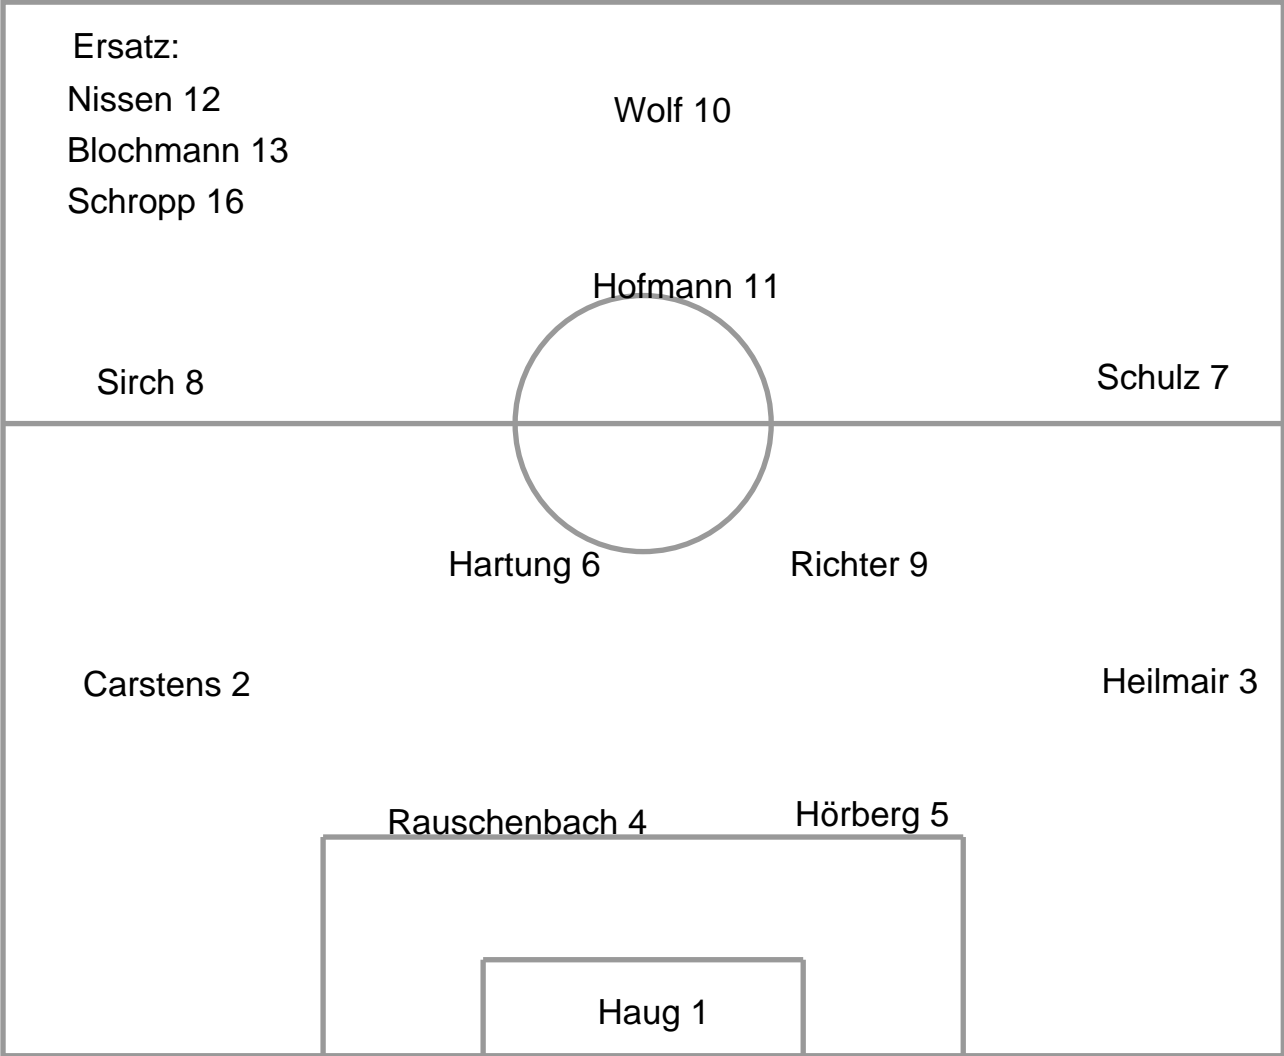 Ersatz:
Nissen 12
Blochmann 13
Schropp 16
Wolf 10
Hofmann 11
Sirch 8
Schulz 7
Hartung 6
Richter 9
Carstens 2
Heilmair 3
Rauschenbach 4
Hörberg 5
Haug 1